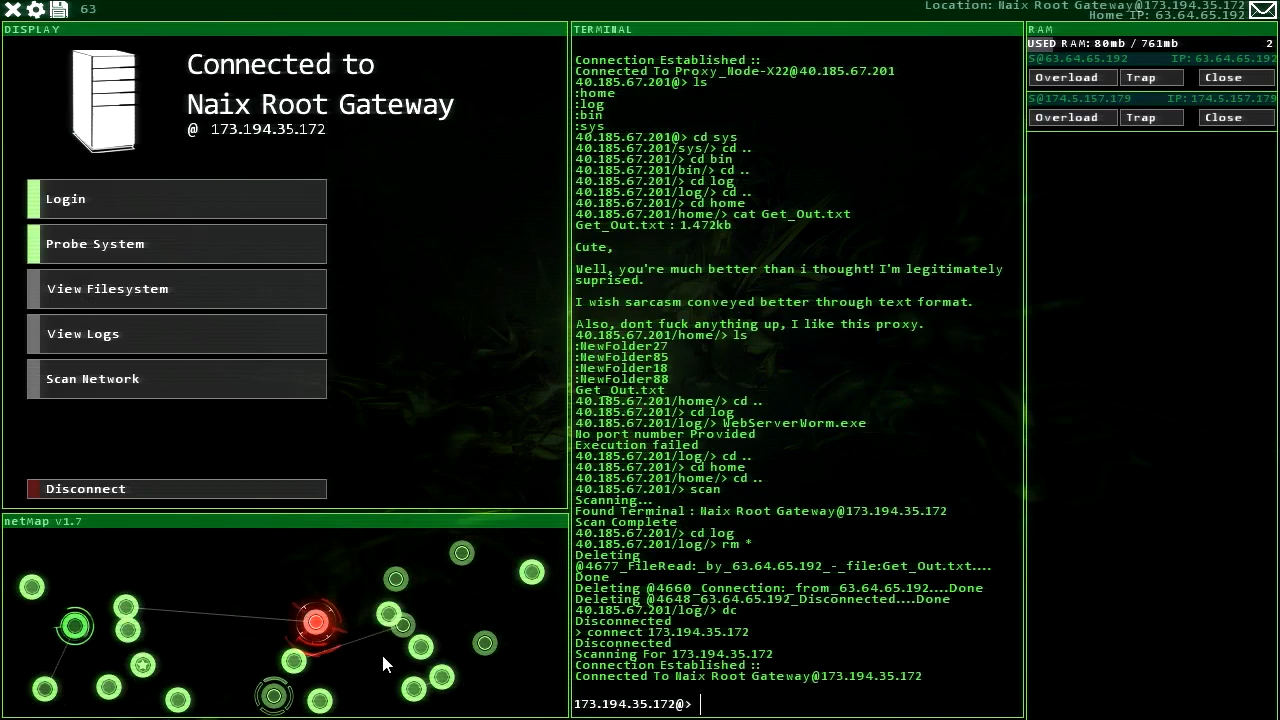 63
Location: Naix Root Gateway@173.194.35.172
Home IP: 63.64.65.192
DISPLAY
Connected to
Naix Root Gateway
@ 173.194.35.172
Login
Probe System
View Filesystem
View Logs
Scan Network
Disconnect
netMap v1.7
TERMINAL
Connection Established ::
Connected To Proxy_Node-X22@40.185.67.201
40.185.67.201@> ls
:home
:log
:bin
:sys
40.185.67.201@> cd sys
40.185.67.201/sys/> cd ..
40.185.67.201/> cd bin
40.185.67.201/bin/> cd ..
40.185.67.201/> cd log
40.185.67.201/log/> cd ..
40.185.67.201/> cd home
40.185.67.201/home/> cat Get_Out.txt
Get_Out.txt : 1.472kb
Cute,
Well, you're much better than i thought! I'm legitimately
suprised.
I wish sarcasm conveyed better through text format.
Also, dont fuck anything up, I like this proxy.
40.185.67.201/home/> ls
:NewFolder27
:NewFolder85
:NewFolder18
:NewFolder88
Get_Out.txt
40.185.67.201/home/> cd ..
40.185.67.201/> cd log
40.185.67.201/log/> WebServerWorm.exe
No port number Provided
Execution failed
40.185.67.201/log/> cd ..
40.185.67.201/> cd home
40.185.67.201/home/> cd ..
40.185.67.201/> scan
Scanning...
Found Terminal : Naix Root Gateway@173.194.35.172
Scan Complete
40.185.67.201/> cd log
40.185.67.201/log/> rm *
Deleting
@4677_FileRead:_by_63.64.65.192_-_file:Get_Out.txt....
Done
Deleting @4660_Connection:_from_63.64.65.192....Done
Deleting @4648_63.64.65.192_Disconnected....Done
40.185.67.201/log/> dc
Disconnected
> connect 173.194.35.172
Disconnected
Scanning For 173.194.35.172
Connection Established ::
Connected To Naix Root Gateway@173.194.35.172
173.194.35.172@>
RAM
USED RAM: 80mb / 761mb 2
S@63.64.65.192 IP: 63.64.65.192
Overload Trap Close
S@174.5.157.179 IP: 174.5.157.179
Overload Trap Close